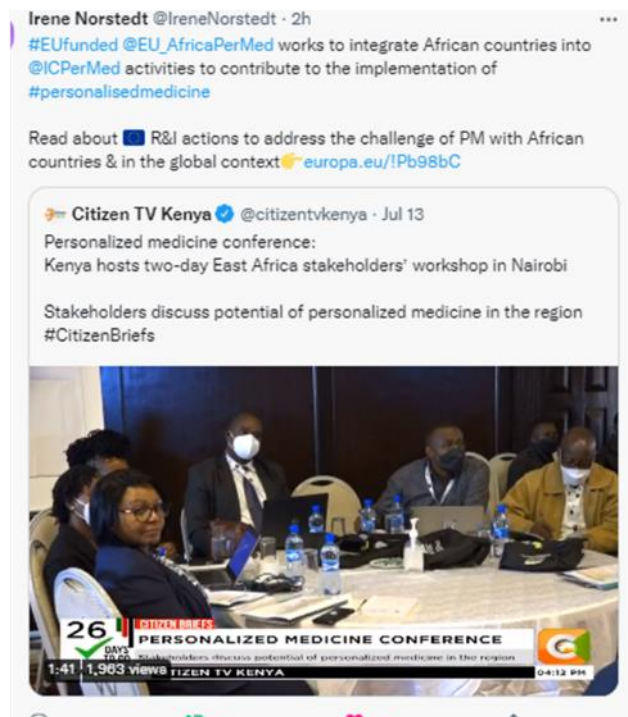 Irene Norstedt @IreneNorstedt · 2h
#EUfunded @EU_AfricaPerMed works to integrate African countries into
@ICPerMed activities to contribute to the implementation of
#personalisedmedicine
Read about 🇪🇺 R&I actions to address the challenge of PM with African
countries & in the global context👉europa.eu/!Pb98bC
Citizen TV Kenya @citizentvkenya · Jul 13
Personalized medicine conference:
Kenya hosts two-day East Africa stakeholders' workshop in Nairobi
Stakeholders discuss potential of personalized medicine in the region
#CitizenBriefs
26
DAYS
TO GO
CITIZEN BRIEFS
PERSONALIZED MEDICINE CONFERENCE
Stakeholders discuss potential of personalized medicine in the region
1:41 1,963 views
TIZEN TV KENYA
04:12 PM